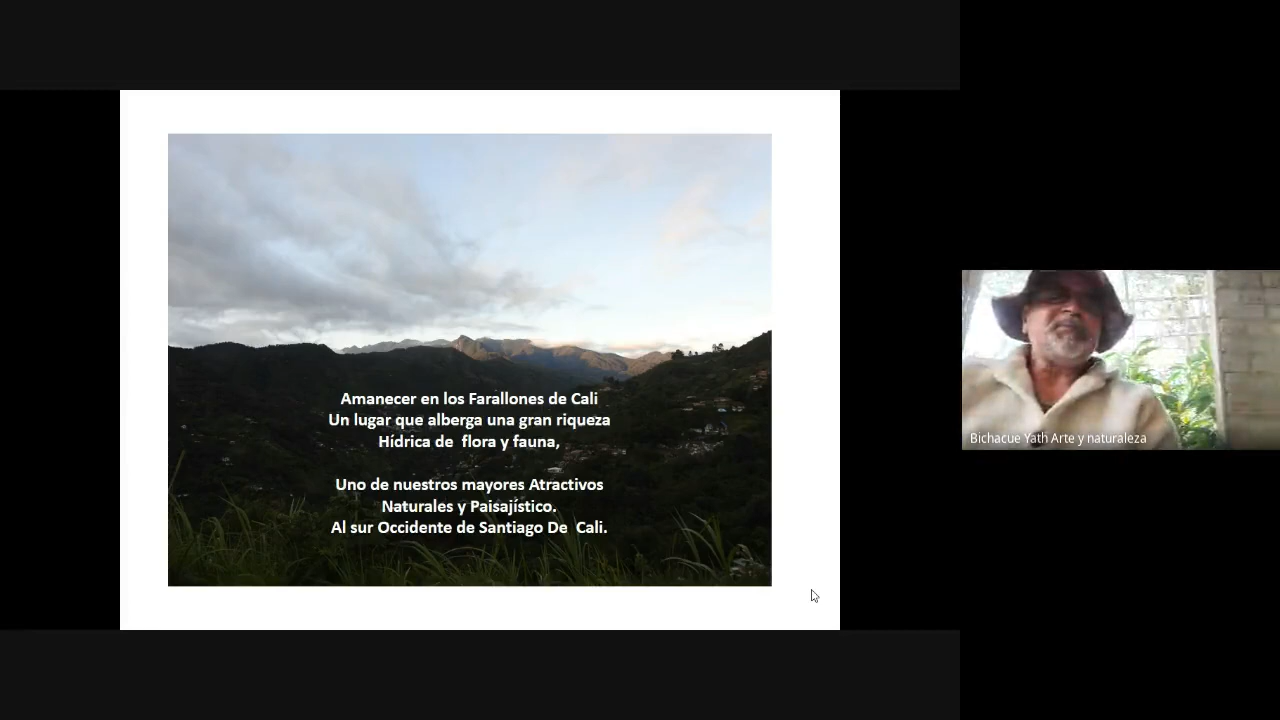 Amanecer en los Farallones de Cali
Un lugar que alberga una gran riqueza
Hídrica de  flora y fauna,
Uno de nuestros mayores Atractivos
Naturales y Paisajístico.
Al sur Occidente de Santiago De  Cali.
Bichacue Yath Arte y naturaleza